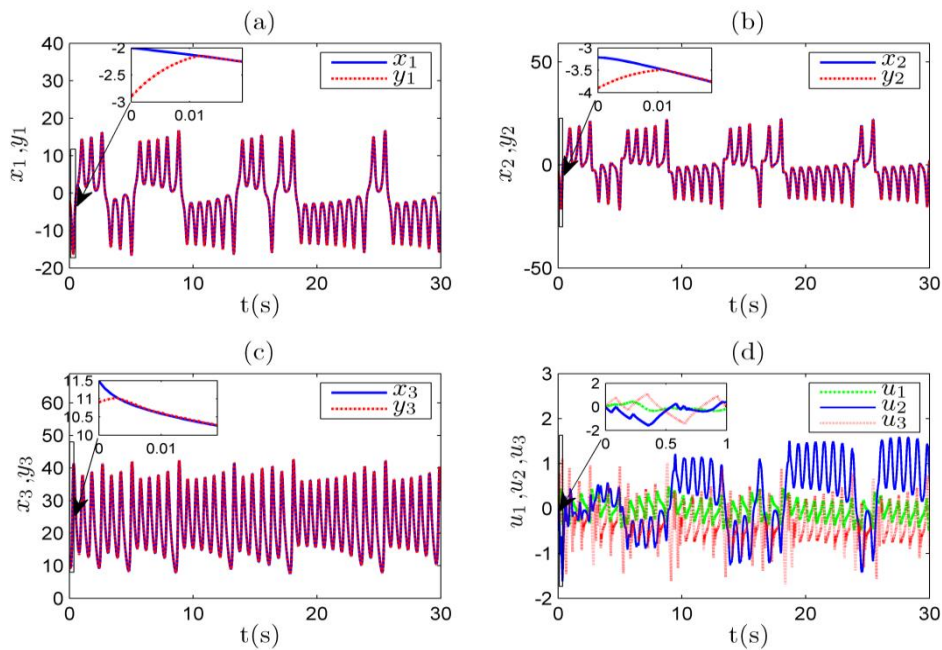 (a)
x1 ,y1
40
30
20
10
0
-10
-20
-2
-2.5
-3
0 0.01
x1
y1
0 10 20 30
t(s)
(b)
x2 ,y2
50
0
-50
-3
-3.5
-4
0 0.01
x2
y2
0 10 20 30
t(s)
(c)
x3 ,y3
60
50
40
30
20
10
0
11.5
11
10.5
10
0 0.01
x3
y3
0 10 20 30
t(s)
(d)
u1 ,u2 ,u3
3
2
1
0
-1
-2
2
0
-2
0 0.5 1
u1
u2
u3
0 10 20 30
t(s)